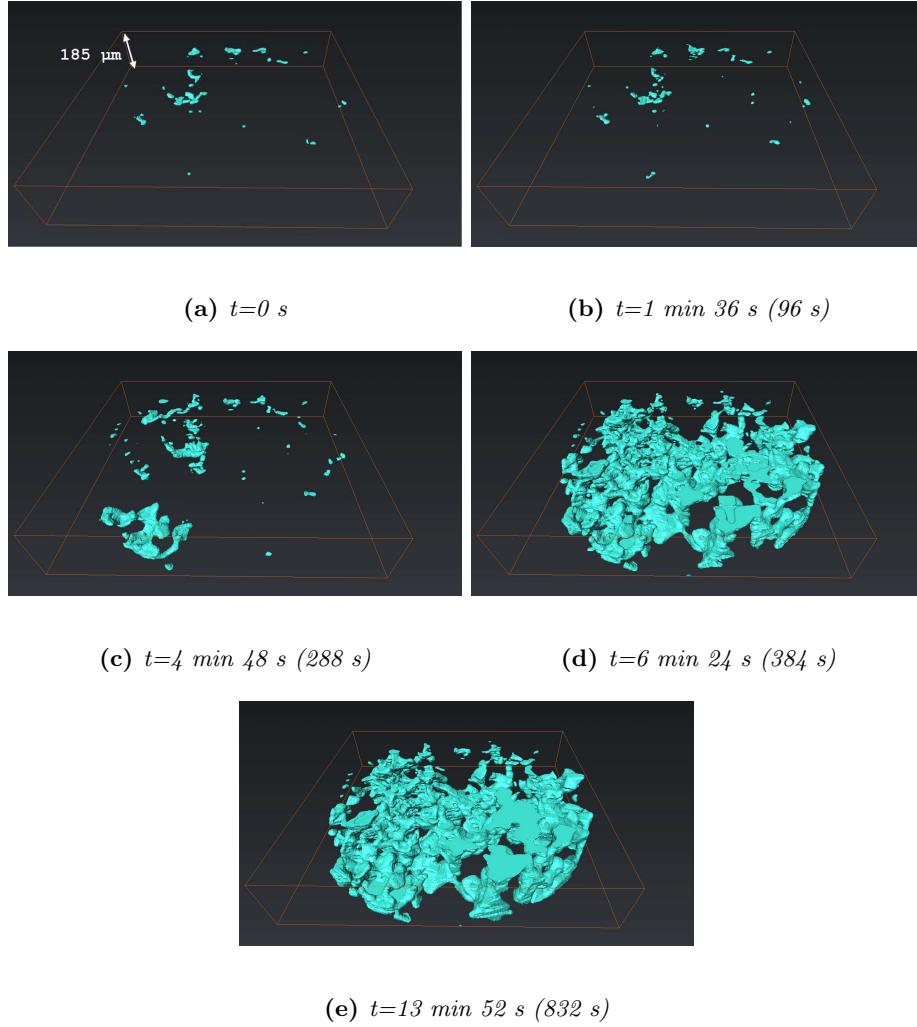 185 μm
(a) t=0 s
(b) t=1 min 36 s (96 s)
(c) t=4 min 48 s (288 s)
(d) t=6 min 24 s (384 s)
(e) t=13 min 52 s (832 s)